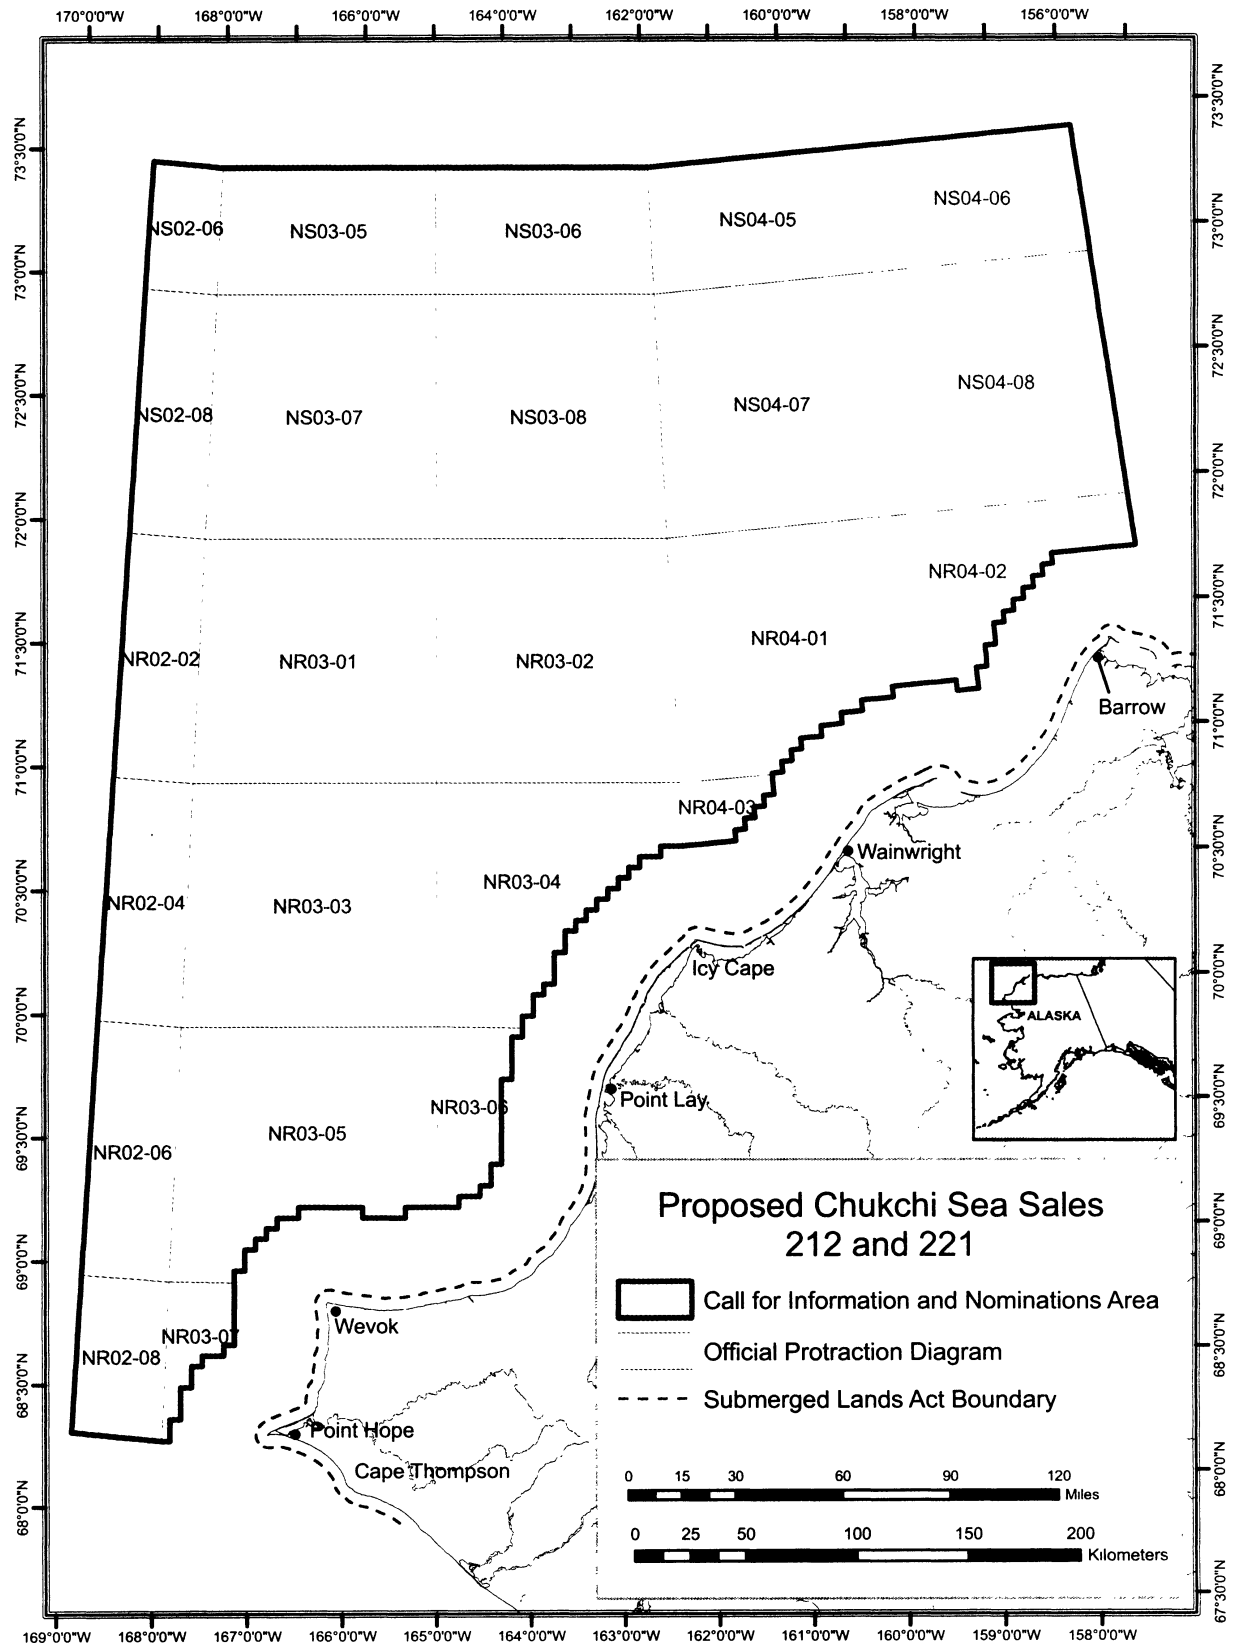 170°0'0"W 168°0'0"W 166°0'0"W 164°0'0"W 162°0'0"W 160°0'0"W 158°0'0"W 156°0'0"W
73°30'0"N
73°0'0"N
72°30'0"N
72°0'0"N
71°30'0"N
71°0'0"N
70°30'0"N
70°0'0"N
69°30'0"N
69°0'0"N
68°30'0"N
68°0'0"N
NS02-06 NS03-05 NS03-06 NS04-05 NS04-06
NS02-08 NS03-07 NS03-08 NS04-07 NS04-08
NR04-02
NR02-02 NR03-01 NR03-02 NR04-01
NR04-03
NR02-04 NR03-03 NR03-04
NR03-06
NR02-06 NR03-05
NR03-07
NR02-08
Barrow
Wainwright
Icy Cape
Point Lay
Wevok
Point Hope
Cape Thompson
ALASKA
Proposed Chukchi Sea Sales
212 and 221
Call for Information and Nominations Area
Official Protraction Diagram
Submerged Lands Act Boundary
0 15 30 60 90 120
Miles
0 25 50 100 150 200
Kilometers
73°30'0"N
73°0'0"N
72°30'0"N
72°0'0"N
71°30'0"N
71°0'0"N
70°30'0"N
70°0'0"N
69°30'0"N
69°0'0"N
68°30'0"N
68°0'0"N
67°30'0"N
169°0'0"W 168°0'0"W 167°0'0"W 166°0'0"W 165°0'0"W 164°0'0"W 163°0'0"W 162°0'0"W 161°0'0"W 160°0'0"W 159°0'0"W 158°0'0"W